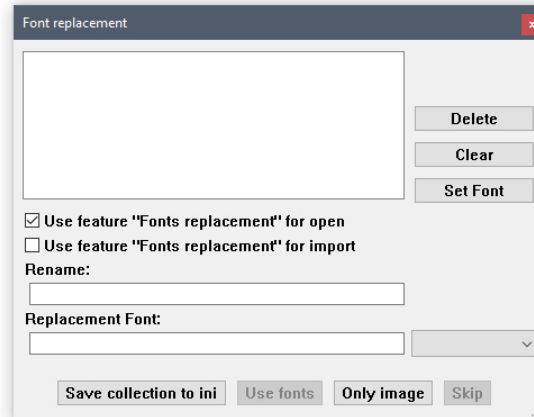 Font replacement
Delete
Clear
Set Font
Use feature "Fonts replacement" for open
Use feature "Fonts replacement" for import
Rename:
Replacement Font:
Save collection to ini Use fonts Only image Skip